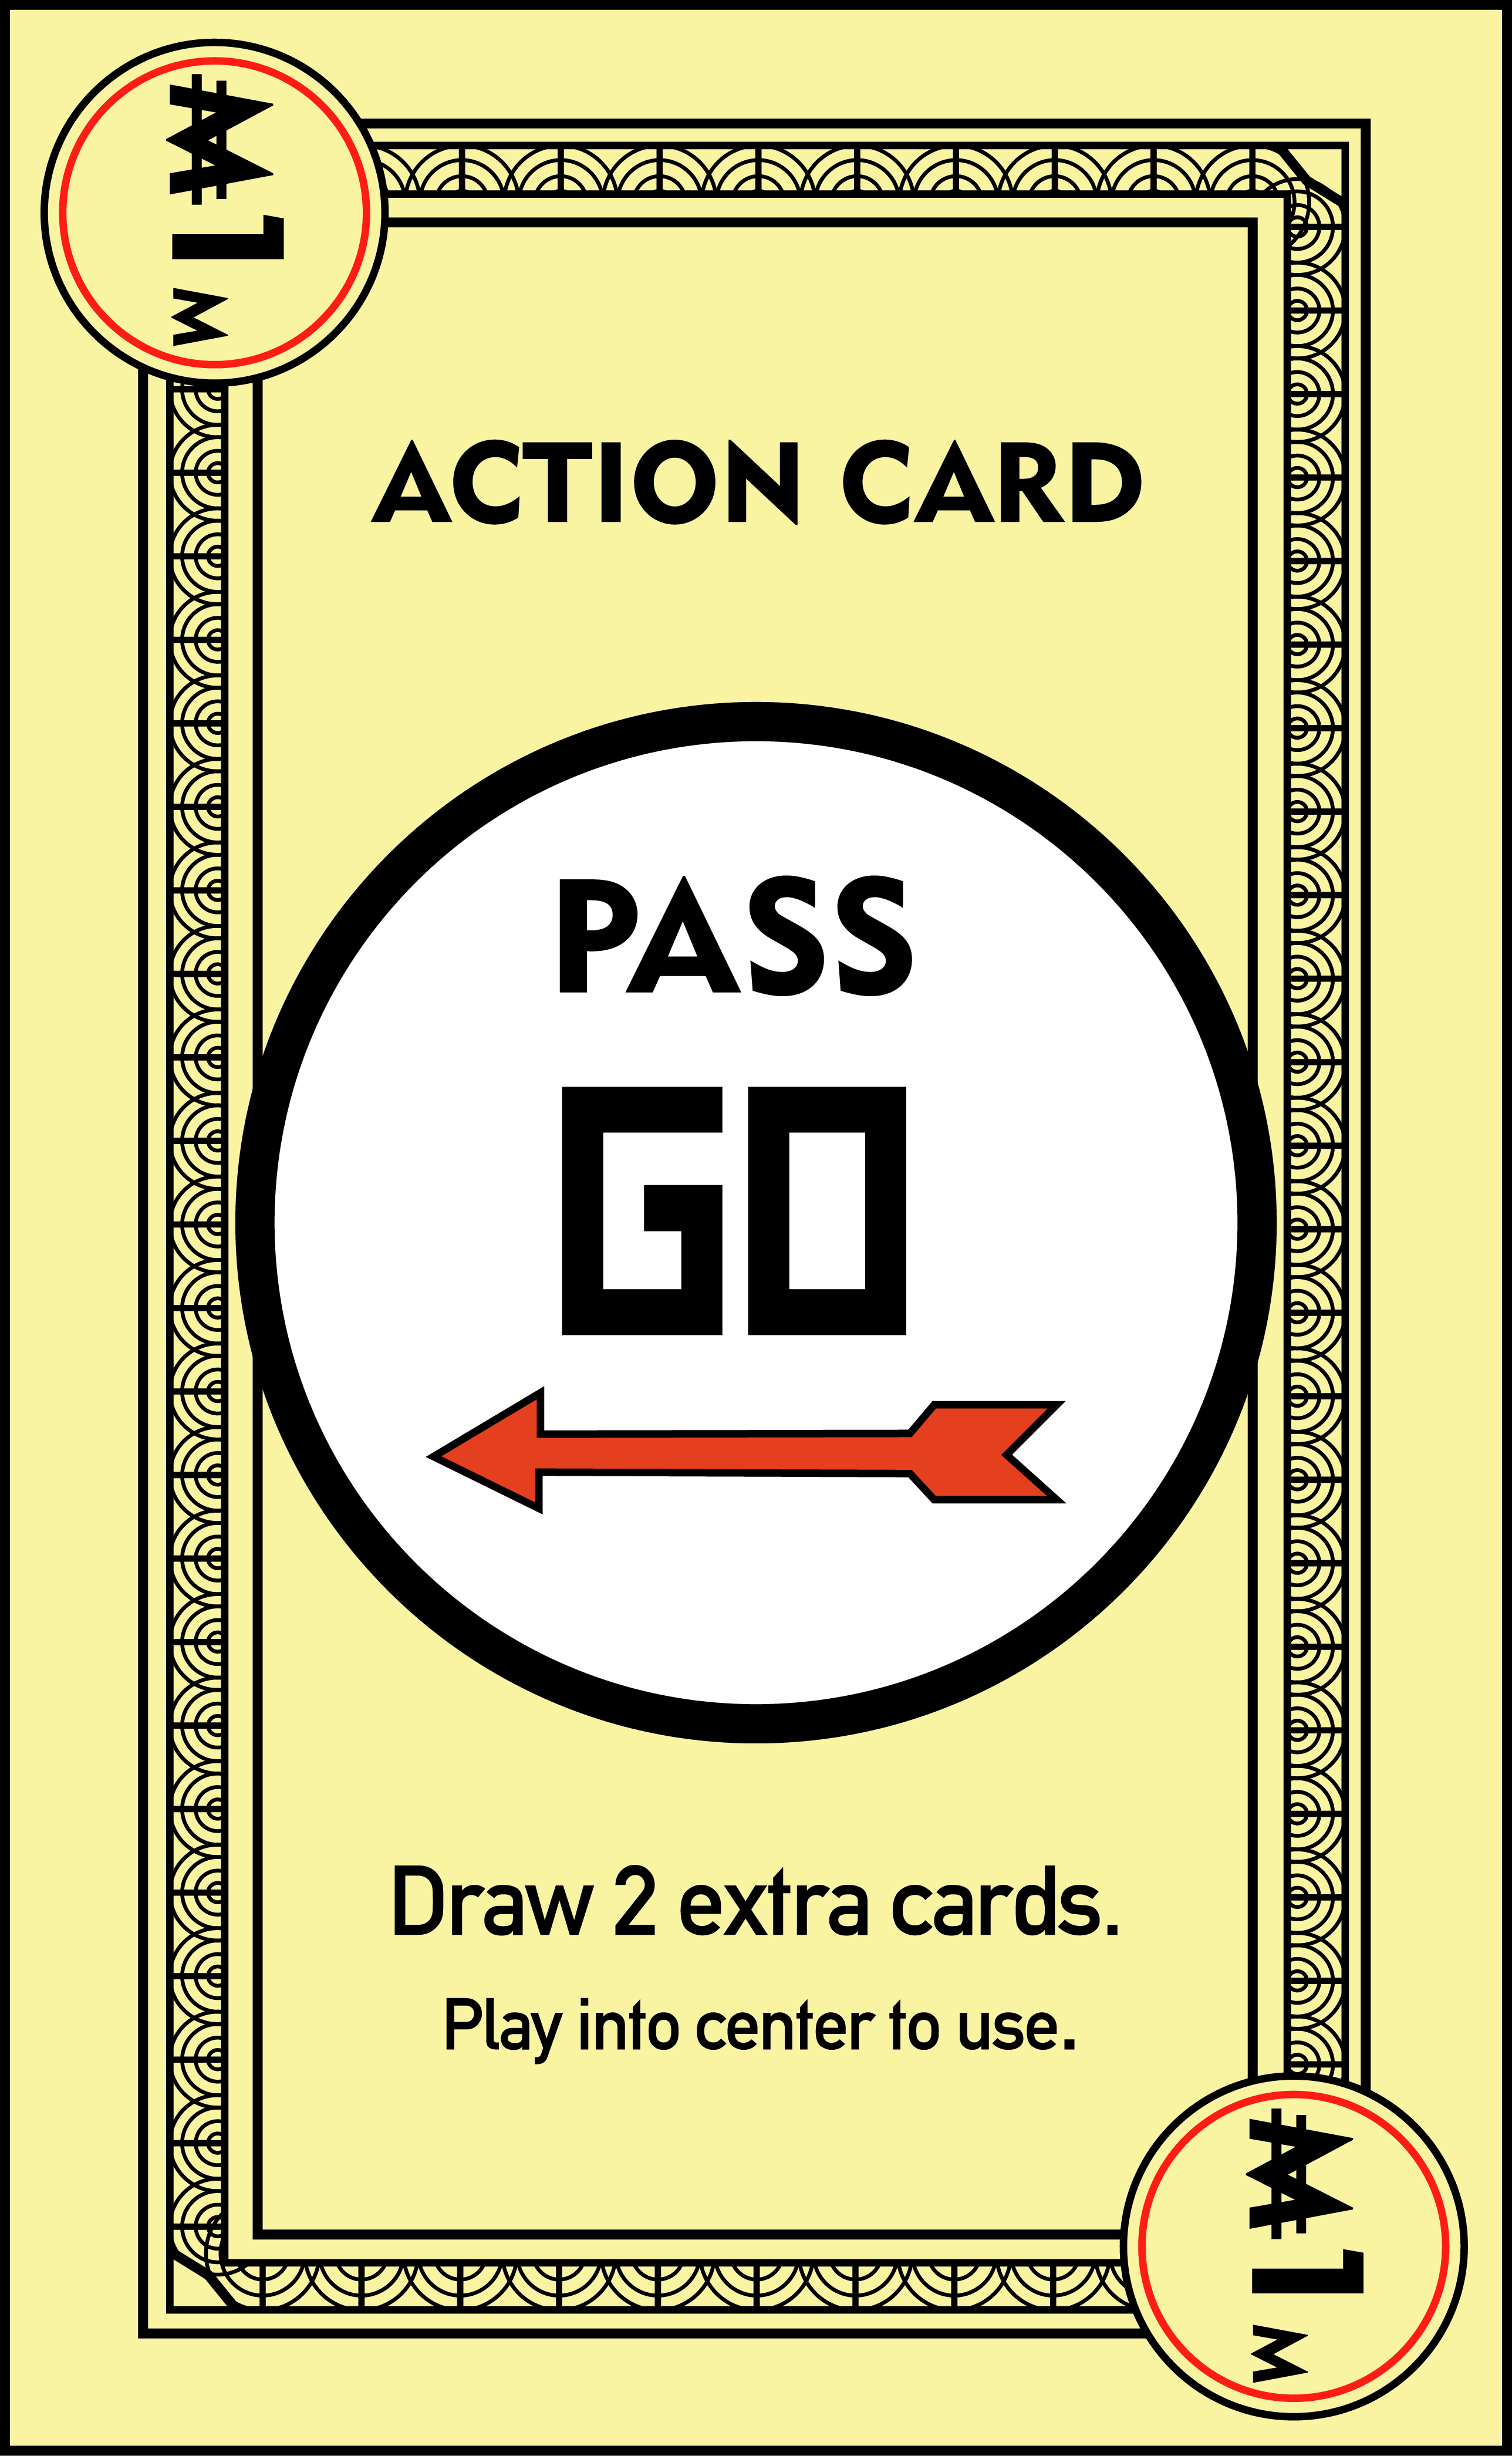 ₩1M
ACTION CARD
PASS
GO
Draw 2 extra cards.
Play into center to use.
₩1M